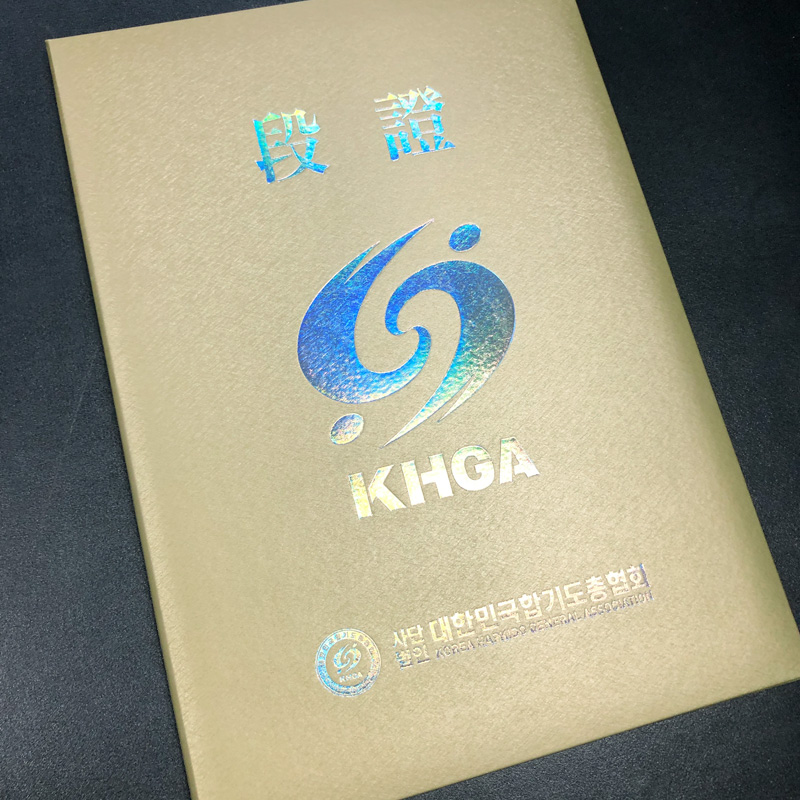 段 證
KHGA
사단 대한민국합기도총협회
법인 KOREA HAPKIDO GENERAL ASSOCIATION
KHGA